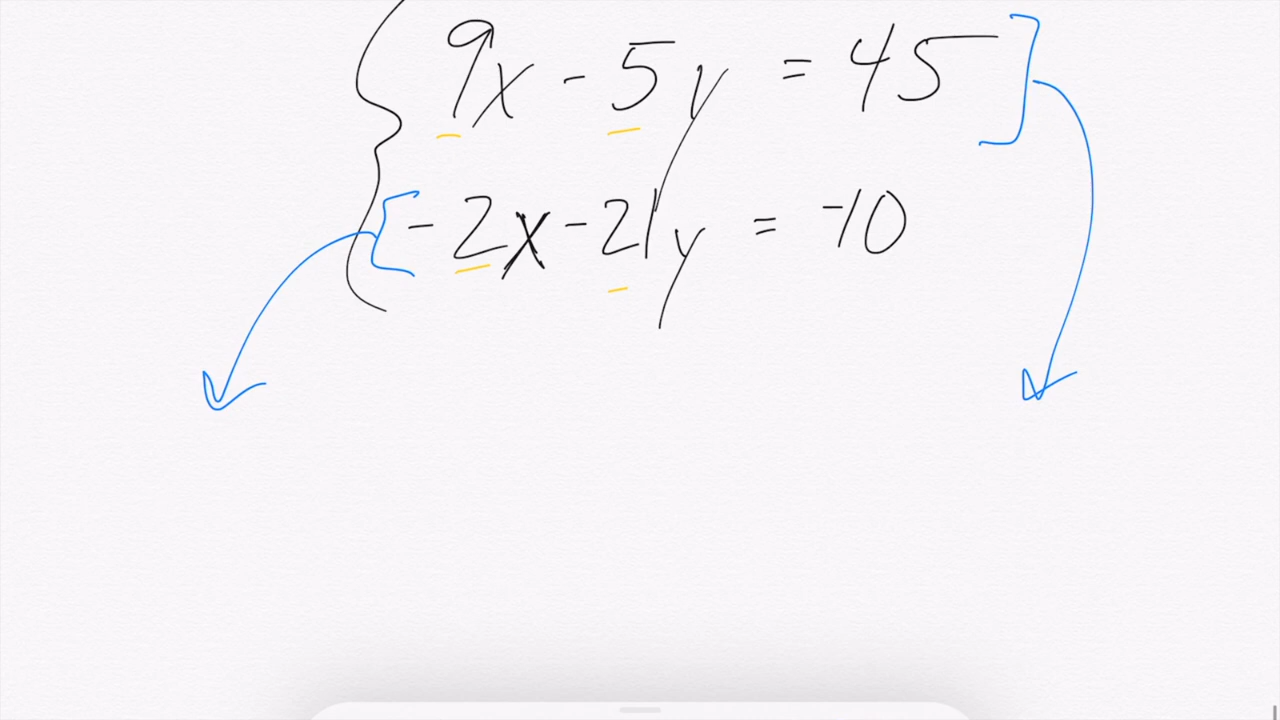 9x - 5y = 45
-2x - 21y = -10